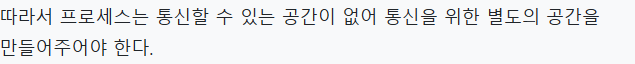 따라서 프로세스는 통신할 수 있는 공간이 없어 통신을 위한 별도의 공간을
만들어주어야 한다.